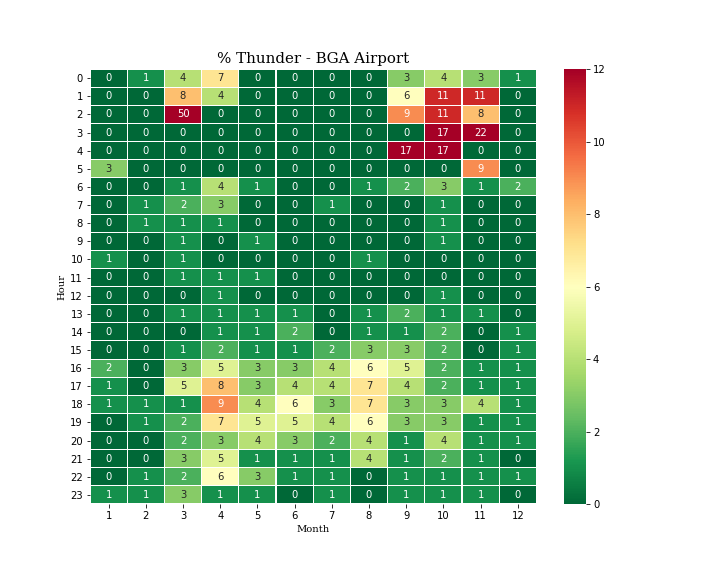 % Thunder - BGA Airport
0 0 1 4 7 0 0 0 0 3 4 3 1
1 0 0 8 4 0 0 0 0 6 11 11 0
2 0 0 50 0 0 0 0 0 9 11 8 0
3 0 0 0 0 0 0 0 0 0 17 22 0
4 0 0 0 0 0 0 0 0 17 17 0 0
5 3 0 0 0 0 0 0 0 0 0 9 0
6 0 0 1 4 1 0 0 1 2 3 1 2
7 0 1 2 3 0 0 1 0 0 1 0 0
8 0 1 1 1 0 0 0 0 0 1 0 0
9 0 0 1 0 1 0 0 0 0 1 0 0
10 1 0 1 0 0 0 0 1 0 0 0 0
11 0 0 1 1 1 0 0 0 0 0 0 0
12 0 0 0 1 0 0 0 0 0 1 0 0
13 0 0 1 1 1 1 0 1 2 1 1 0
14 0 0 0 1 1 2 0 1 1 2 0 1
15 0 0 1 2 1 1 2 3 3 2 0 1
16 2 0 3 5 3 3 4 6 5 2 1 1
17 1 0 5 8 3 4 4 7 4 2 1 1
18 1 1 1 9 4 6 3 7 3 3 4 1
19 0 1 2 7 5 5 4 6 3 3 1 1
20 0 0 2 3 4 3 2 4 1 4 1 1
21 0 0 3 5 1 1 1 4 1 2 1 0
22 0 1 2 6 3 1 1 0 1 1 1 1
23 1 1 3 1 1 0 1 0 1 1 1 0
1 2 3 4 5 6 7 8 9 10 11 12
Month
Hour
12
10
8
6
4
2
0